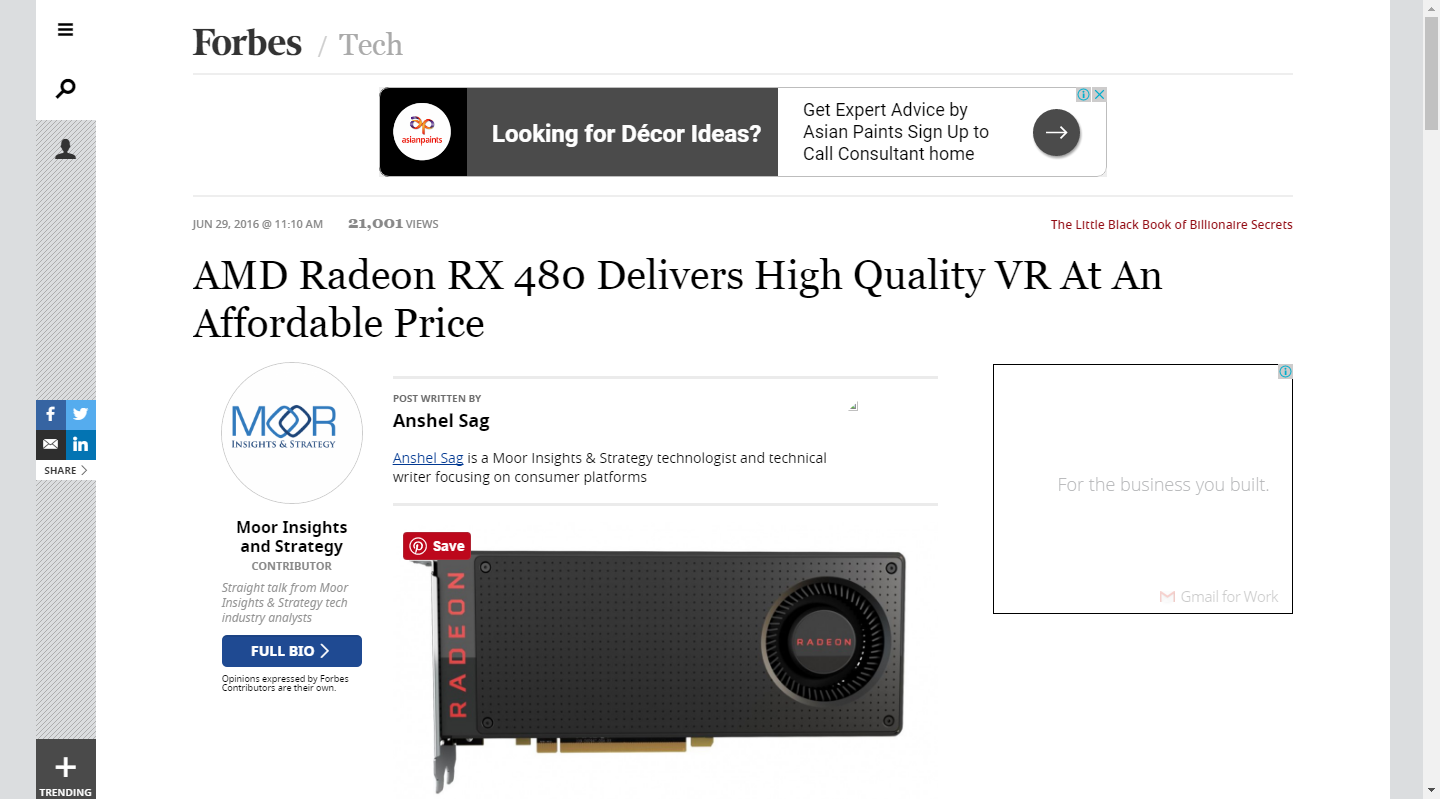 Forbes / Tech
asianpaints
Looking for Décor Ideas?
Get Expert Advice by
Asian Paints Sign Up to
Call Consultant home
JUN 29, 2016 @ 11:10 AM 21,001 VIEWS
The Little Black Book of Billionaire Secrets
AMD Radeon RX 480 Delivers High Quality VR At An
Affordable Price
MOOR
INSIGHTS & STRATEGY
Moor Insights
and Strategy
CONTRIBUTOR
Straight talk from Moor
Insights & Strategy tech
industry analysts
FULL BIO
Opinions expressed by Forbes
Contributors are their own.
POST WRITTEN BY
Anshel Sag
Anshel Sag is a Moor Insights & Strategy technologist and technical
writer focusing on consumer platforms
Save
RADEON
RADEON
For the business you built.
Gmail for Work
SHARE
TRENDING